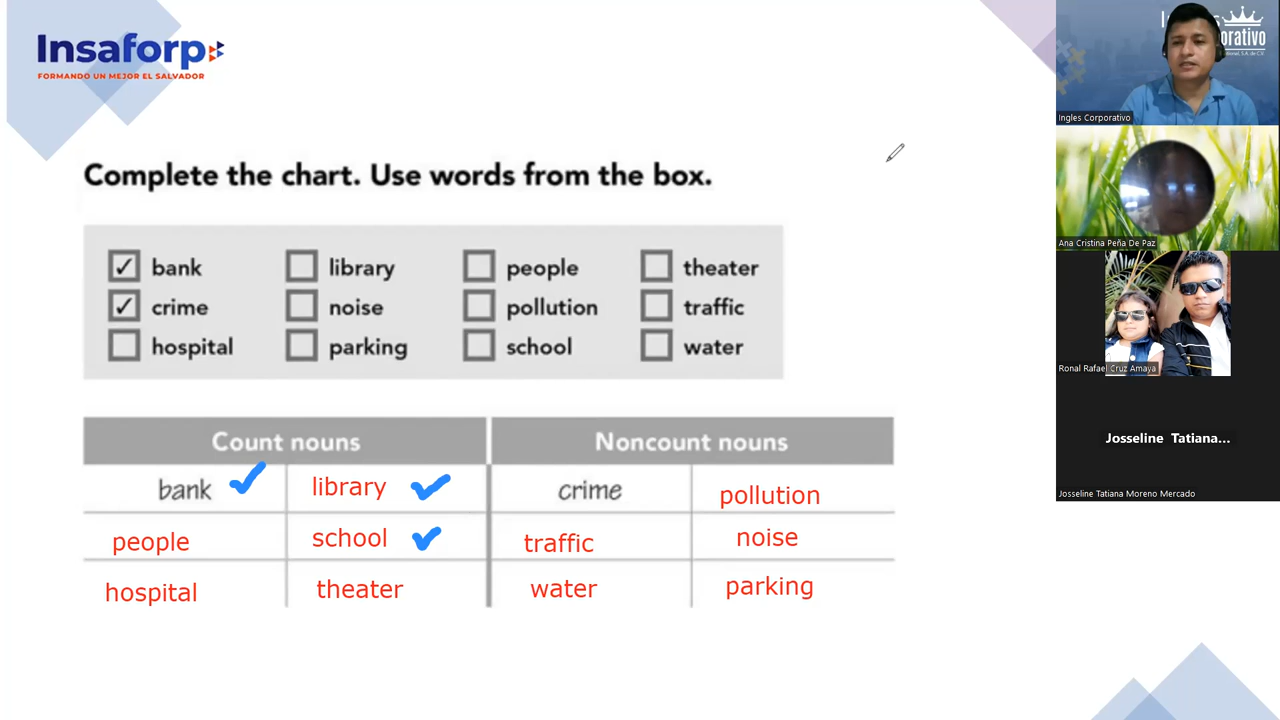 Insaforp
FORMANDO UN MEJOR EL SALVADOR
Complete the chart. Use words from the box.
✓ bank library people theater
✓ crime noise pollution traffic
hospital parking school water
Count nouns Noncount nouns
bank library crime pollution
people school traffic noise
hospital theater water parking
orativo
Ingles Corporativo
Ana Cristina Peña De Paz
Ronal Rafael Cruz Amaya
Josseline Tatiana...
Josseline Tatiana Moreno Mercado